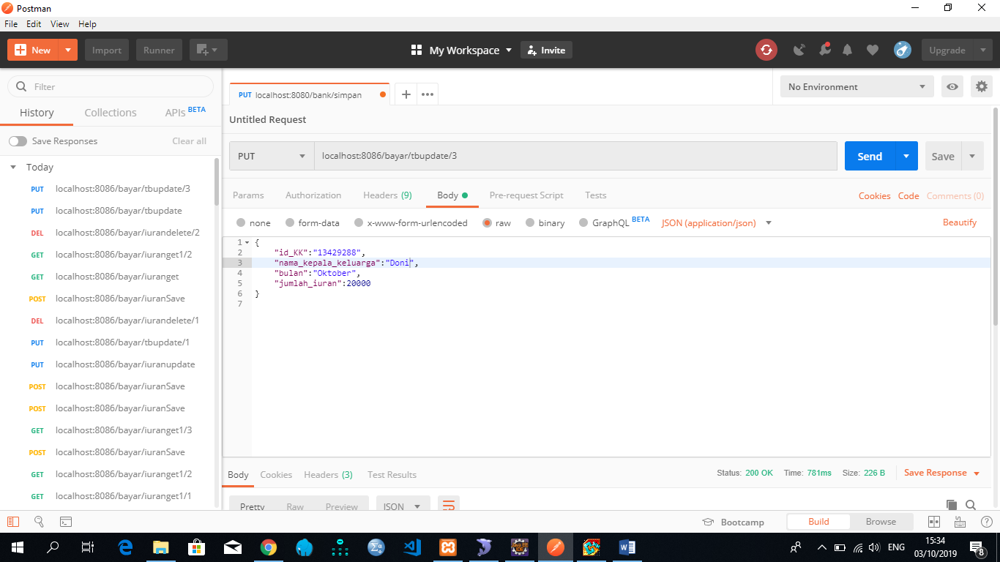 Postman
File Edit View Help
New Import Runner My Workspace Invite Upgrade
Filter
History Collections APIs BETA
Save Responses Clear all
Today
PUT localhost:8086/bayar/tbupdate/3
PUT localhost:8086/bayar/tbupdate
DEL localhost:8086/bayar/iurandelete/2
GET localhost:8086/bayar/iuranget1/2
GET localhost:8086/bayar/iuranget
POST localhost:8086/bayar/iuranSave
DEL localhost:8086/bayar/iurandelete/1
PUT localhost:8086/bayar/tbupdate/1
PUT localhost:8086/bayar/iuranupdate
POST localhost:8086/bayar/iuranSave
POST localhost:8086/bayar/iuranSave
GET localhost:8086/bayar/iuranget1/3
POST localhost:8086/bayar/iuranSave
GET localhost:8086/bayar/iuranget1/2
GET localhost:8086/bayar/iuranget1/1
PUT localhost:8080/bank/simpan
No Environment
Untitled Request
PUT localhost:8086/bayar/tbupdate/3 Send Save
Params Authorization Headers (9) Body Pre-request Script Tests Cookies Code Comments (0)
none form-data x-www-form-urlencoded raw binary GraphQL BETA JSON (application/json) Beautify
1 {
2 "id_KK":"13429288",
3 "nama_kepala_keluarga":"Doni",
4 "bulan":"Oktober",
5 "jumlah_iuran":20000
6 }
7
Body Cookies Headers (3) Test Results Status: 200 OK Time: 781ms Size: 226 B Save Response
Pretty Raw Preview JSON
Bootcamp Build Browse
ENG 15:34
03/10/2019 8